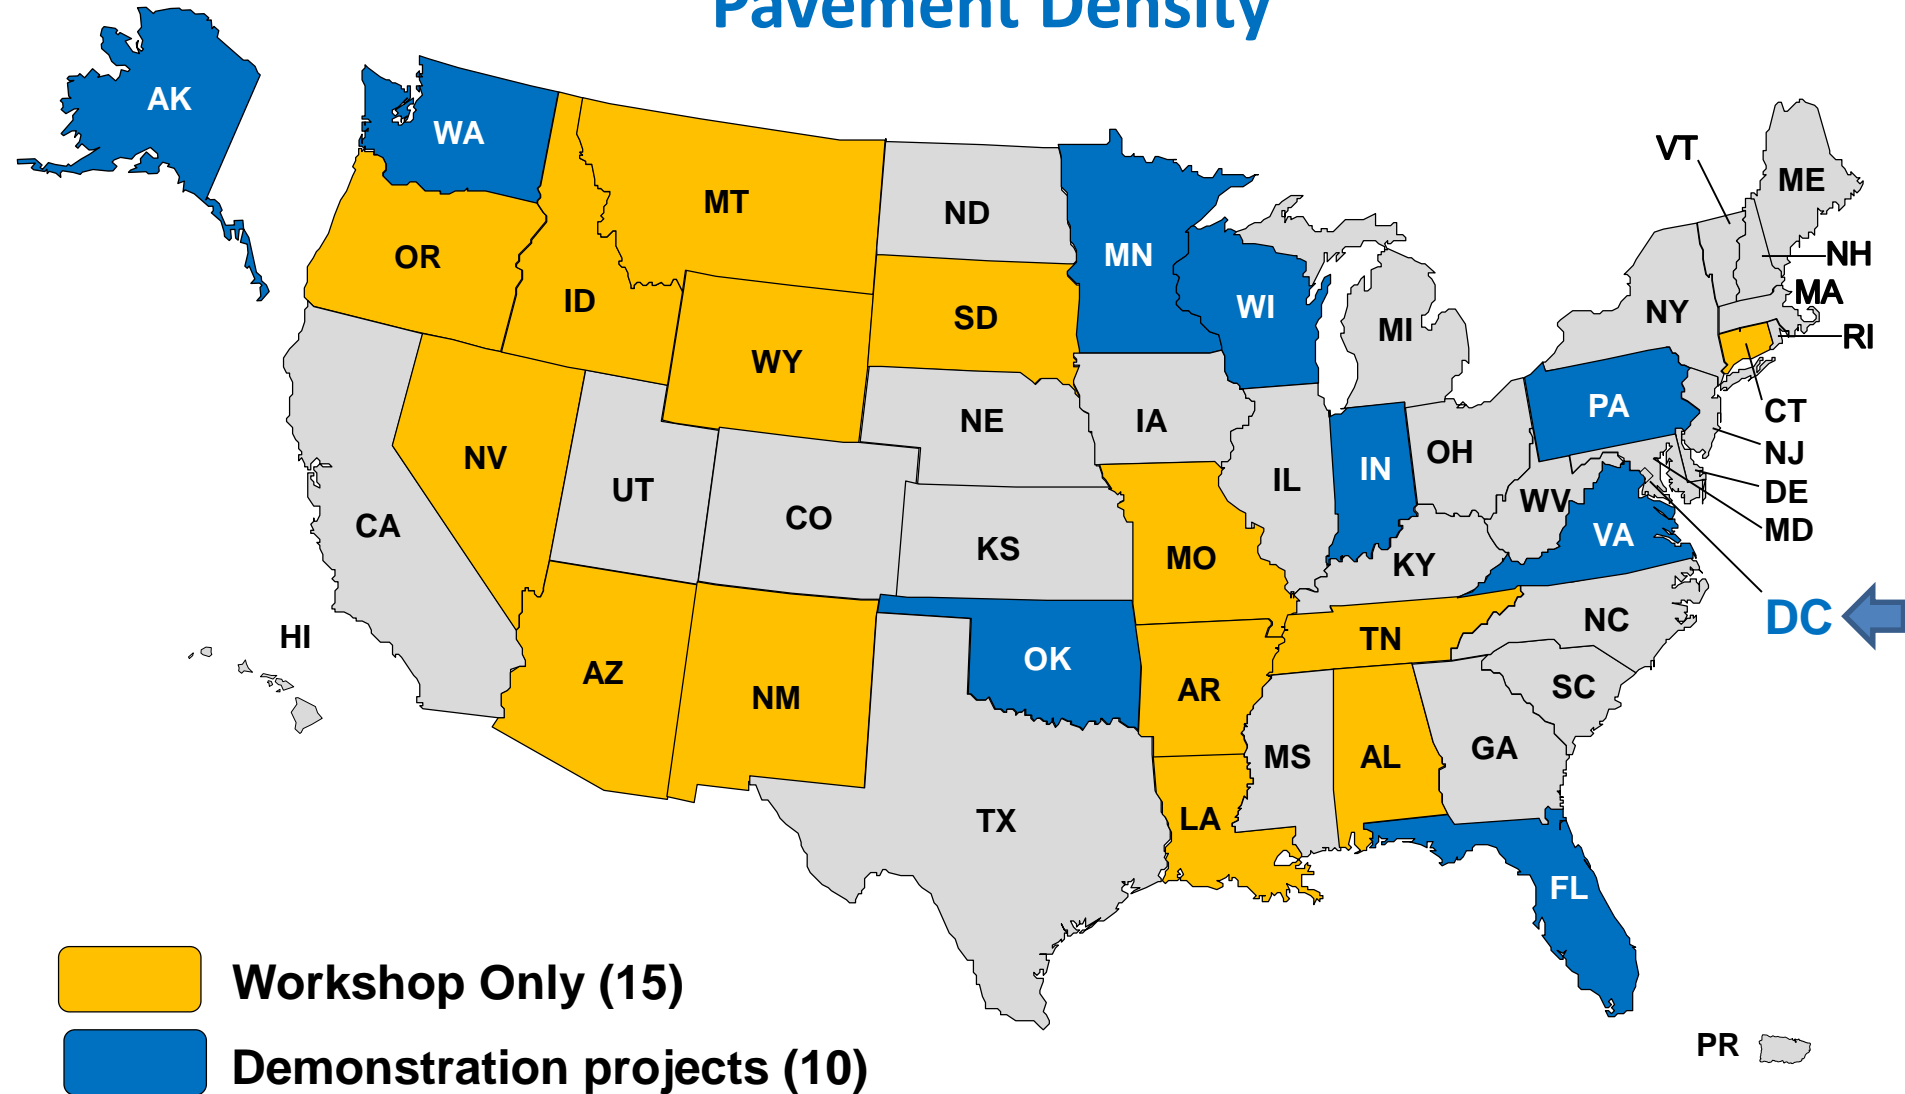 Pavement Density
AK
WA
MT
ND
MN
VT
ME
OR
ID
SD
WI
MI
NY
NH
MA
RI
WY
NE
IA
PA
CT
NV
UT
CO
IL
IN
OH
WV
NJ
DE
MD
CA
KS
MO
KY
VA
DC
HI
AZ
NM
OK
AR
TN
NC
SC
TX
LA
MS
AL
GA
FL
PR
Workshop Only (15)
Demonstration projects (10)